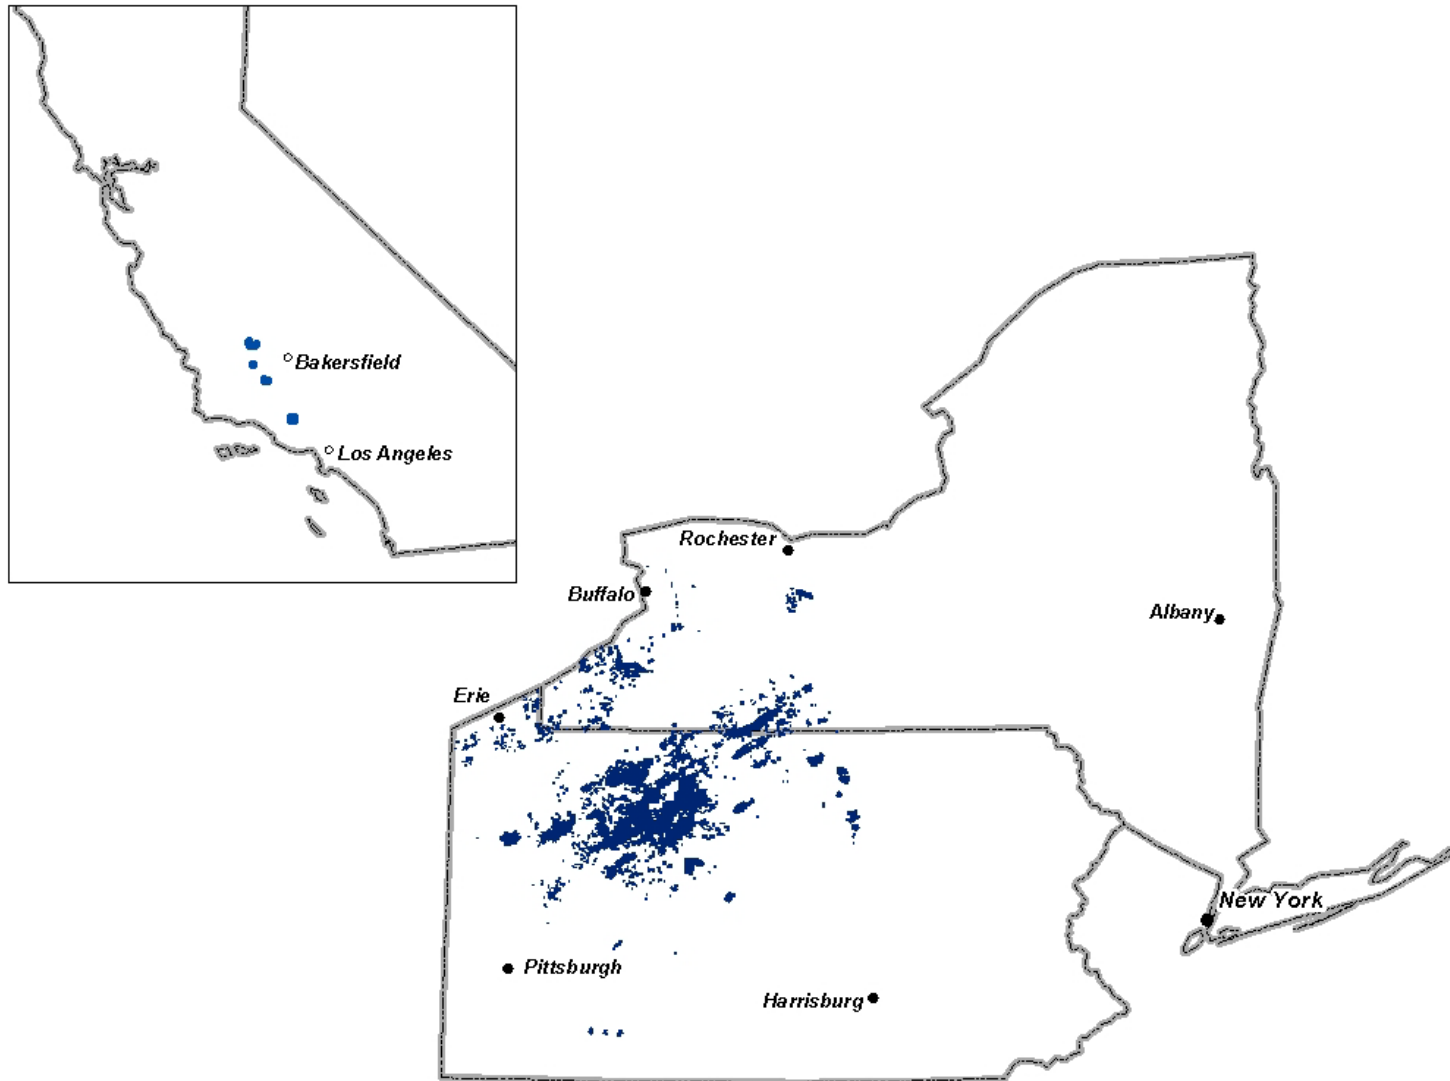 Bakersfield
Los Angeles
Rochester
Buffalo
Albany
Erie
New York
Pittsburgh
Harrisburg